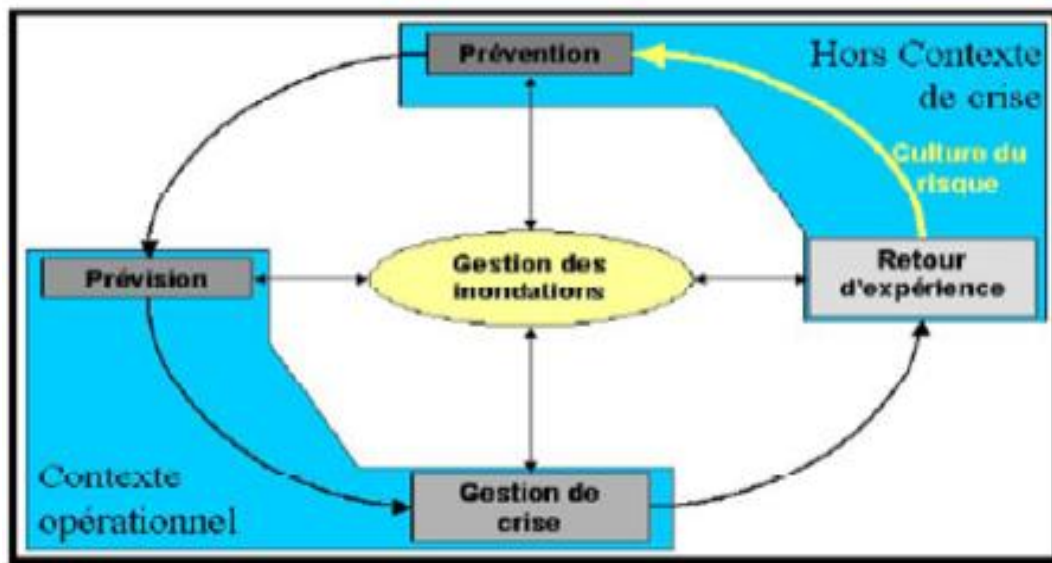 Prévention
Hors Contexte
de crise
Culture du
risque
Prévision
Gestion des
inondations
Retour
d'expérience
Contexte
opérationnel
Gestion de
crise